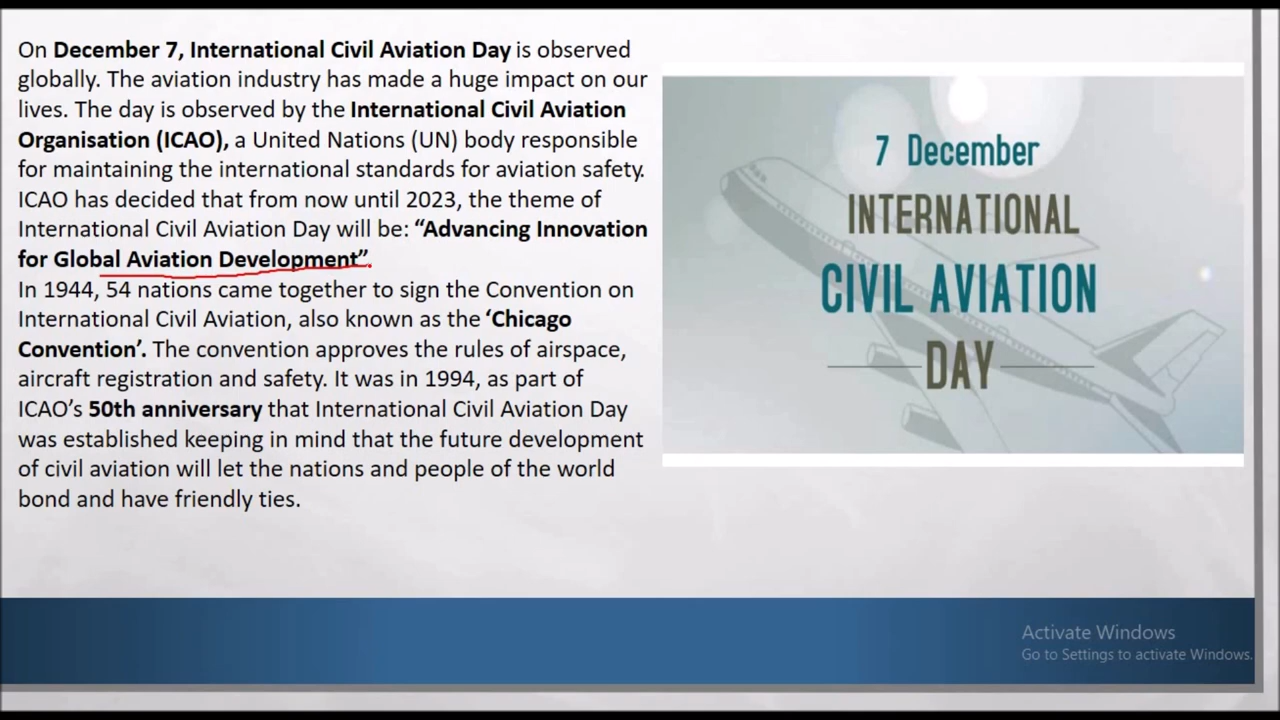 On December 7, International Civil Aviation Day is observed
globally. The aviation industry has made a huge impact on our
lives. The day is observed by the International Civil Aviation
Organisation (ICAO), a United Nations (UN) body responsible
for maintaining the international standards for aviation safety.
ICAO has decided that from now until 2023, the theme of
International Civil Aviation Day will be: “Advancing Innovation
for Global Aviation Development”.
In 1944, 54 nations came together to sign the Convention on
International Civil Aviation, also known as the ‘Chicago
Convention’. The convention approves the rules of airspace,
aircraft registration and safety. It was in 1994, as part of
ICAO’s 50th anniversary that International Civil Aviation Day
was established keeping in mind that the future development
of civil aviation will let the nations and people of the world
bond and have friendly ties.
7 December
INTERNATIONAL
CIVIL AVIATION
DAY
Activate Windows
Go to Settings to activate Windows.